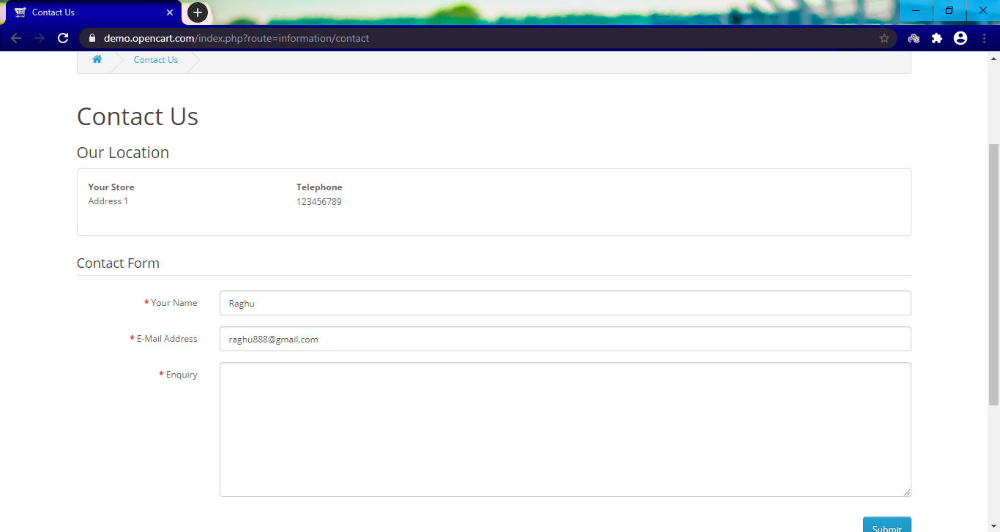 Contact Us
demo.opencart.com/index.php?route=information/contact
Contact Us
Contact Us
Our Location
Your Store Telephone
Address 1 123456789
Contact Form
* Your Name Raghu
* E-Mail Address raghu888@gmail.com
* Enquiry
Submit